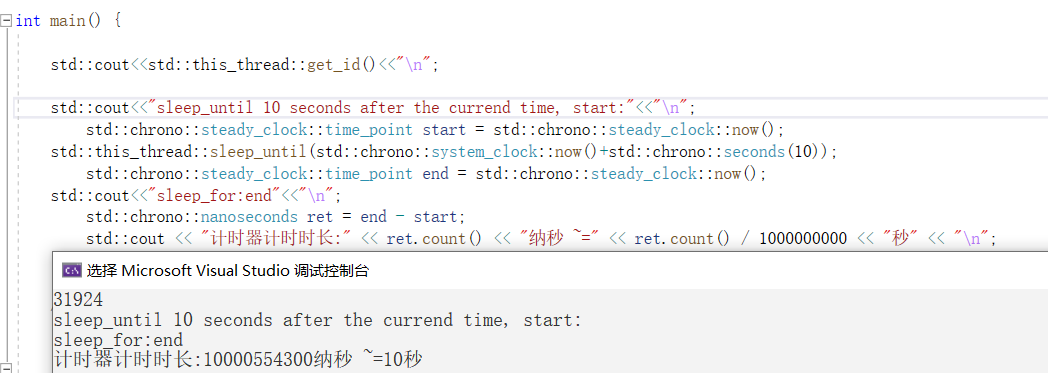 int main() {
std::cout<<std::this_thread::get_id()<<"\n";
std::cout<<"sleep_until 10 seconds after the currend time, start:"<<"\n";
std::chrono::steady_clock::time_point start = std::chrono::steady_clock::now();
std::this_thread::sleep_until(std::chrono::system_clock::now()+std::chrono::seconds(10));
std::chrono::steady_clock::time_point end = std::chrono::steady_clock::now();
std::cout<<"sleep_for:end"<<"\n";
std::chrono::nanoseconds ret = end - start;
std::cout << "计时器计时时长:" << ret.count() << "纳秒 ~=" << ret.count() / 1000000000 << "秒" << "\n";
C:\ 选择 Microsoft Visual Studio 调试控制台
31924
sleep_until 10 seconds after the currend time, start:
sleep_for:end
计时器计时时长:10000554300纳秒 ~=10秒